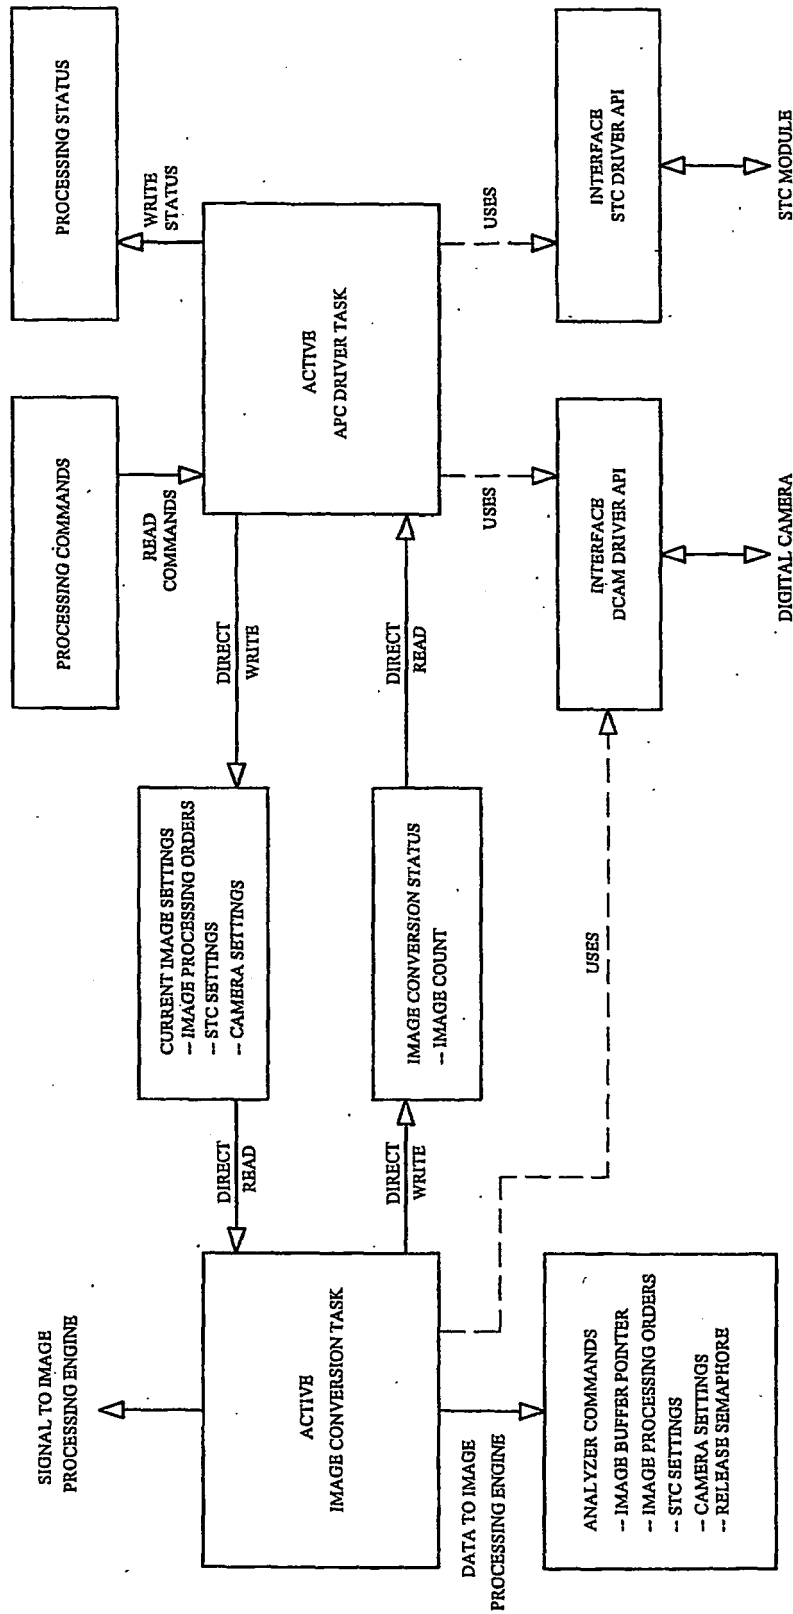 SIGNAL TO IMAGE
PROCESSING ENGINE
ACTIVE
IMAGE CONVERSION TASK
DATA TO IMAGE
PROCESSING ENGINE
ANALYZER COMMANDS
-- IMAGE BUFFER POINTER
-- IMAGE PROCESSING ORDERS
-- STC SETTINGS
-- CAMERA SETTINGS
-- RELEASE SEMAPHORE
DIRECT
READ
DIRECT
WRITE
CURRENT IMAGE SETTINGS
-- IMAGE PROCESSING ORDERS
-- STC SETTINGS
-- CAMERA SETTINGS
IMAGE CONVERSION STATUS
-- IMAGE COUNT
USES
DIRECT
WRITE
DIRECT
READ
PROCESSING COMMANDS
READ
COMMANDS
PROCESSING STATUS
WRITE
STATUS
ACTIVE
APC DRIVER TASK
USES
USES
INTERFACE
DCAM DRIVER API
DIGITAL CAMERA
INTERFACE
STC DRIVER API
STC MODULE